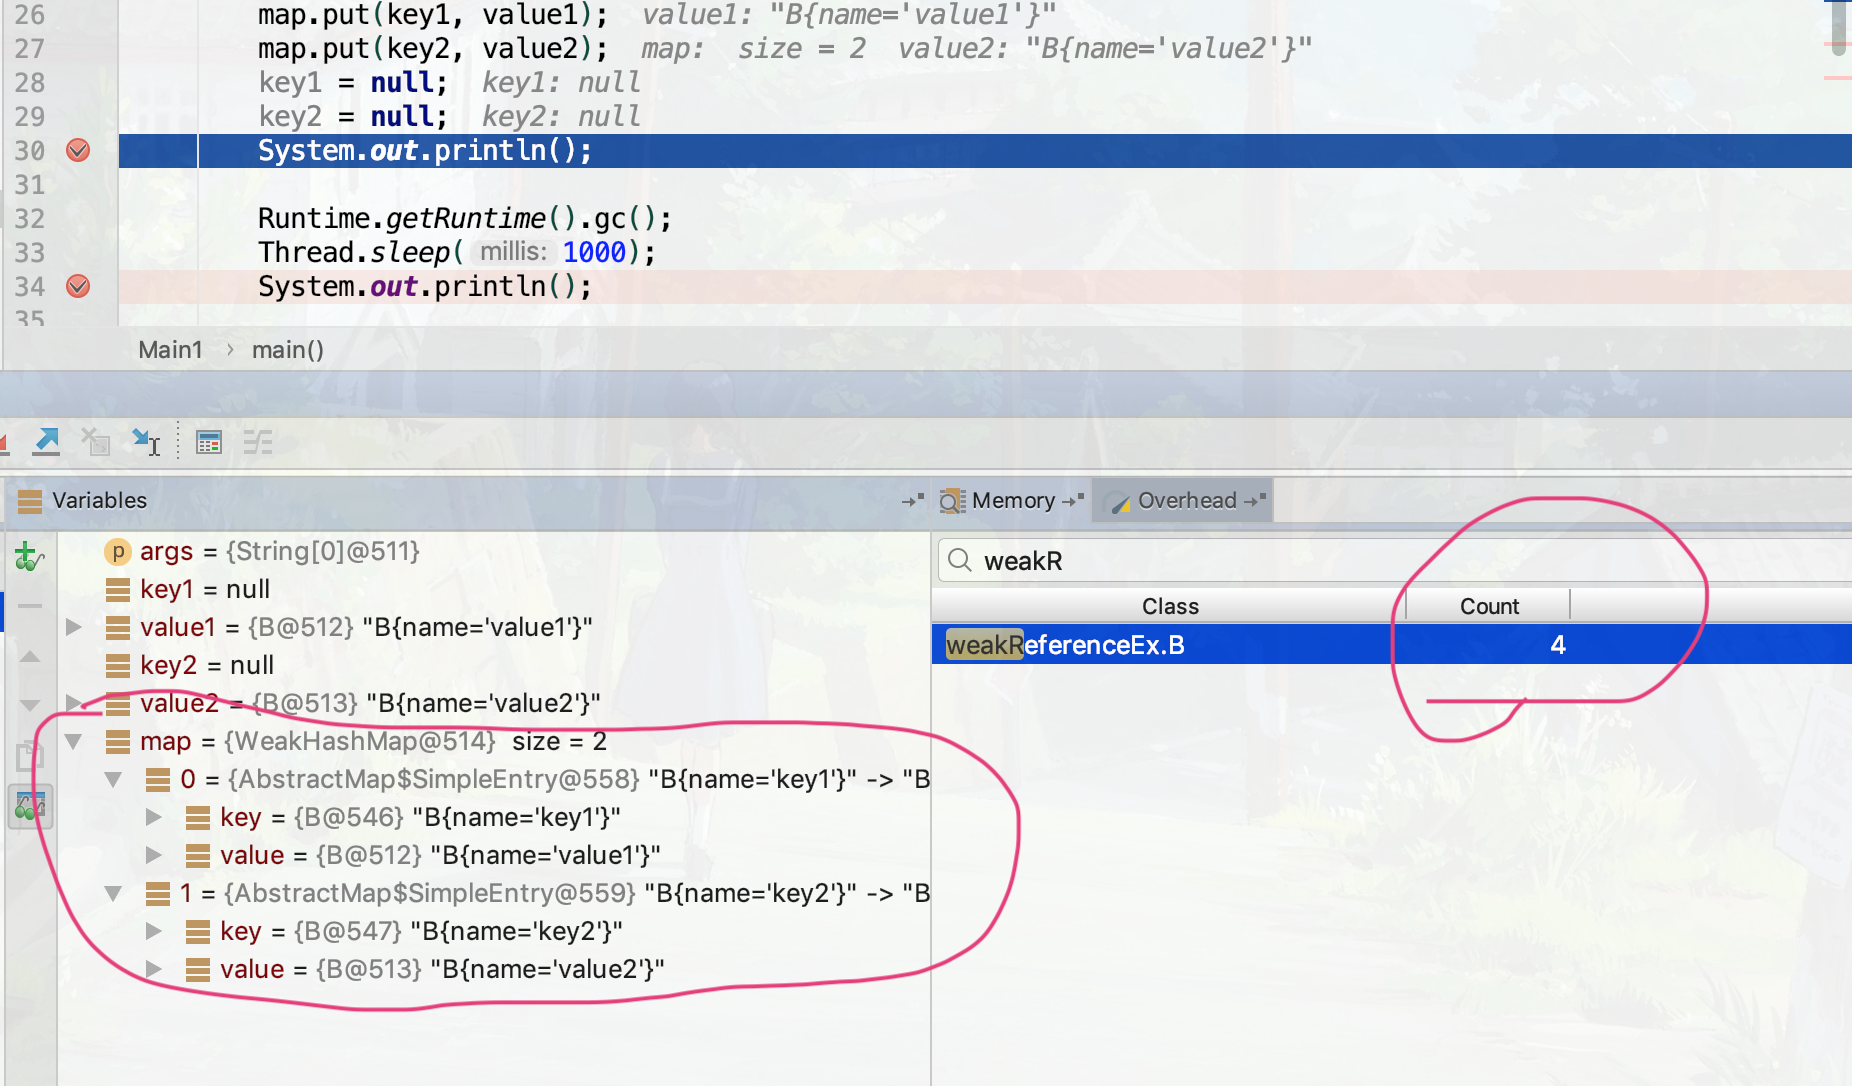 26 map.put(key1, value1); value1: "B{name='value1'}"
27 map.put(key2, value2); map: size = 2 value2: "B{name='value2'}"
28 key1 = null; key1: null
29 key2 = null; key2: null
30 System.out.println();
31
32 Runtime.getRuntime().gc();
33 Thread.sleep( millis: 1000);
34 System.out.println();
35
Main1 › main()
Variables
Memory
Overhead
args = {String[0]@511}
key1 = null
value1 = {B@512} "B{name='value1'}"
key2 = null
value2 = {B@513} "B{name='value2'}"
map = {WeakHashMap@514} size = 2
0 = {AbstractMap$SimpleEntry@558} "B{name='key1'}" -> "B
key = {B@546} "B{name='key1'}"
value = {B@512} "B{name='value1'}"
1 = {AbstractMap$SimpleEntry@559} "B{name='key2'}" -> "B
key = {B@547} "B{name='key2'}"
value = {B@513} "B{name='value2'}"
weakR
Class Count
weakReferenceEx.B 4